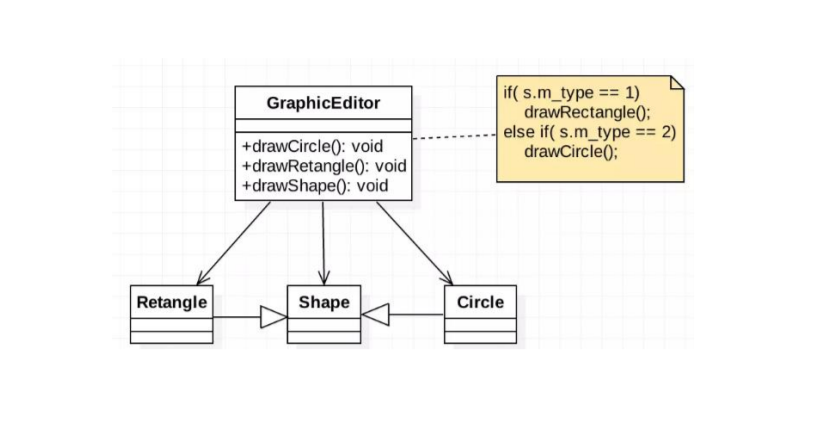 GraphicEditor
+drawCircle(): void
+drawRetangle(): void
+drawShape(): void
if( s.m_type == 1)
drawRectangle();
else if( s.m_type == 2)
drawCircle();
Retangle
Shape
Circle